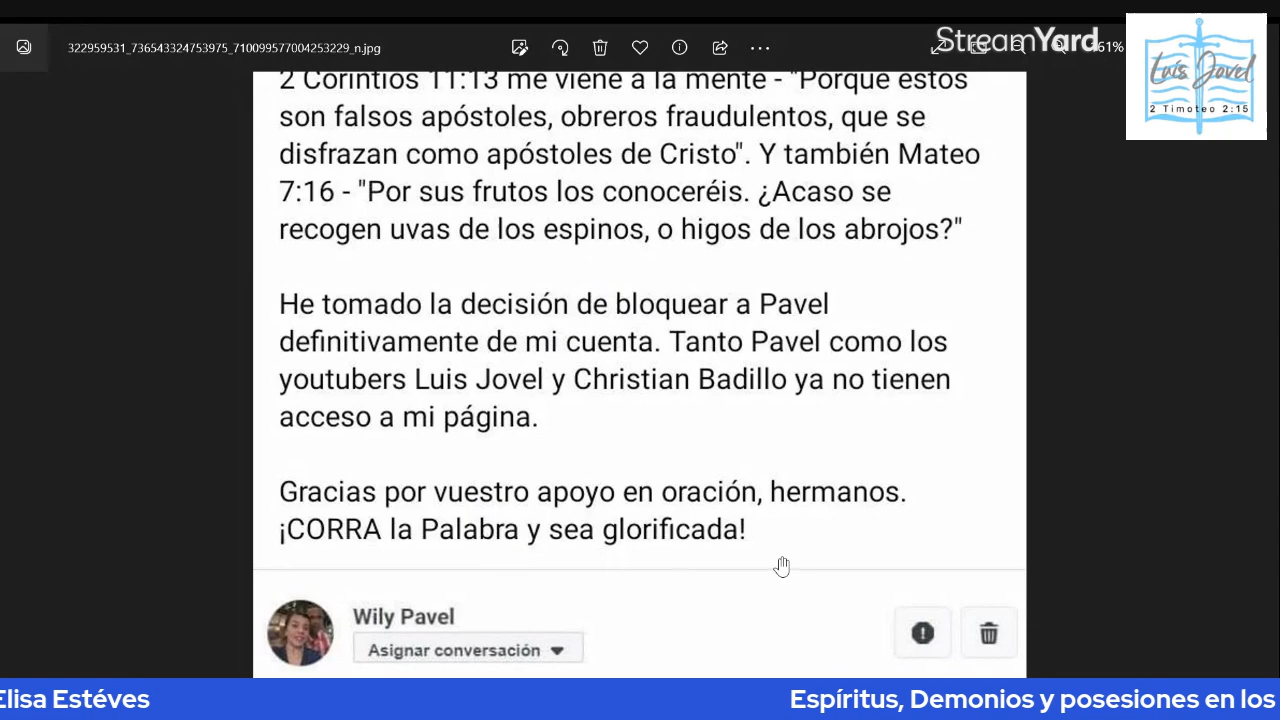 322959531_736543324753975_710099577004253229_n.jpg
StreamYard
61%
Luis Jovel
2 Timoteo 2:15
2 Corintios 11:13 me viene a la mente - "Porque éstos
son falsos apóstoles, obreros fraudulentos, que se
disfrazan como apóstoles de Cristo". Y también Mateo
7:16 - "Por sus frutos los conoceréis. ¿Acaso se
recogen uvas de los espinos, o higos de los abrojos?"
He tomado la decisión de bloquear a Pavel
definitivamente de mi cuenta. Tanto Pavel como los
youtubers Luis Jovel y Christian Badillo ya no tienen
acceso a mi página.
Gracias por vuestro apoyo en oración, hermanos.
¡CORRA la Palabra y sea glorificada!
Wily Pavel
Asignar conversación
Elisa Estéves
Espíritus, Demonios y posesiones en los